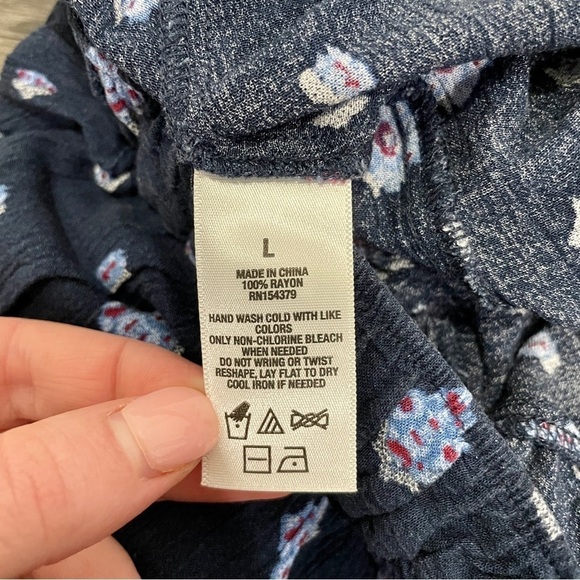 L
MADE IN CHINA
100% RAYON
RN154379
HAND WASH COLD WITH LIKE
COLORS
ONLY NON-CHLORINE BLEACH
WHEN NEEDED
DO NOT WRING OR TWIST
RESHAPE, LAY FLAT TO DRY
COOL IRON IF NEEDED